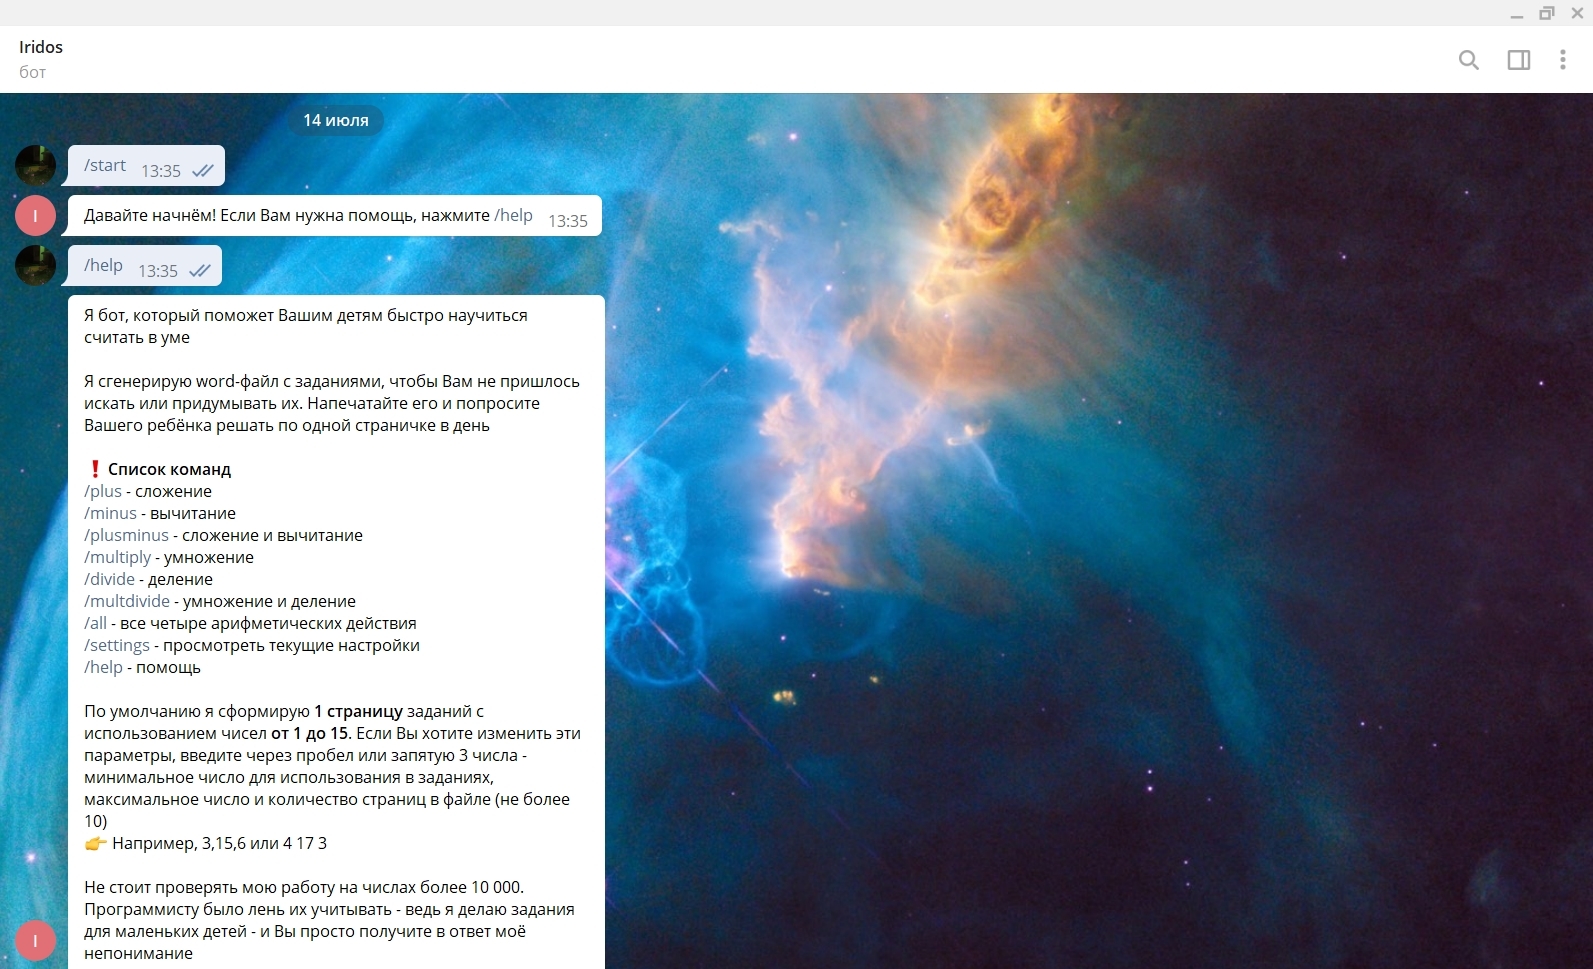 Iridos
бот
14 июля
/start 13:35
I
Давайте начнём! Если Вам нужна помощь, нажмите /help 13:35
/help 13:35
Я бот, который поможет Вашим детям быстро научиться
считать в уме
Я сгенерирую word-файл с заданиями, чтобы Вам не пришлось
искать или придумывать их. Напечатайте его и попросите
Вашего ребёнка решать по одной страничке в день
❗ Список команд
/plus - сложение
/minus - вычитание
/plusminus - сложение и вычитание
/multiply - умножение
/divide - деление
/multdivide - умножение и деление
/all - все четыре арифметических действия
/settings - просмотреть текущие настройки
/help - помощь
По умолчанию я сформирую 1 страницу заданий с
использованием чисел от 1 до 15. Если Вы хотите изменить эти
параметры, введите через пробел или запятую 3 числа -
минимальное число для использования в заданиях,
максимальное число и количество страниц в файле (не более
10)
👉 Например, 3,15,6 или 4 17 3
Не стоит проверять мою работу на числах более 10 000.
Программисту было лень их учитывать - ведь я делаю задания
для маленьких детей - и Вы просто получите в ответ моё
непонимание
I